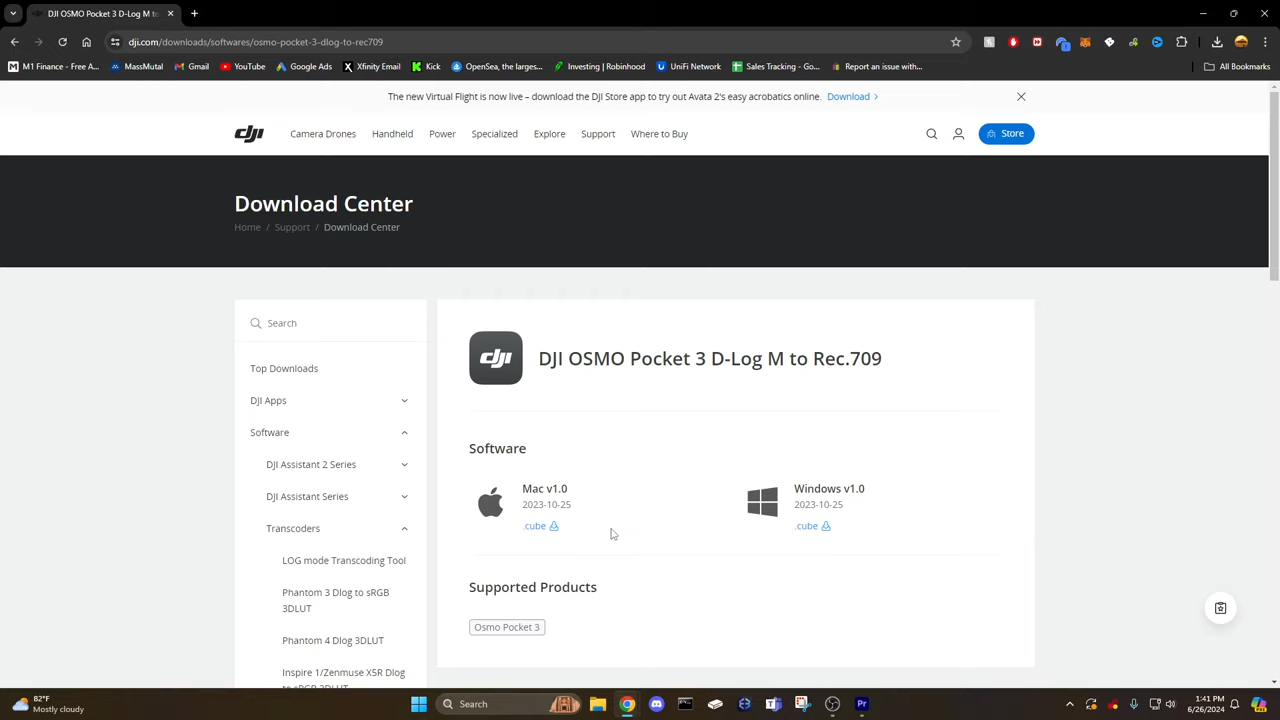 DJI OSMO Pocket 3 D-Log M to
dji.com/downloads/softwares/osmo-pocket-3-dlog-to-rec709
M1 Finance - Free A... MassMutal Gmail YouTube Google Ads Xfinity Email Kick OpenSea, the larges... Investing | Robinhood UniFi Network Sales Tracking - Go... Report an issue with... All Bookmarks
The new Virtual Flight is now live – download the DJI Store app to try out Avata 2's easy acrobatics online. Download >
dji Camera Drones Handheld Power Specialized Explore Support Where to Buy Store
Download Center
Home / Support / Download Center
Search
Top Downloads
DJI Apps
Software
DJI Assistant 2 Series
DJI Assistant Series
Transcoders
LOG mode Transcoding Tool
Phantom 3 Dlog to sRGB
3DLUT
Phantom 4 Dlog 3DLUT
Inspire 1/Zenmuse X5R Dlog
to sRGB 3DLUT
dji DJI OSMO Pocket 3 D-Log M to Rec.709
Software
Mac v1.0
2023-10-25
.cube
Windows v1.0
2023-10-25
.cube
Supported Products
Osmo Pocket 3
82°F
Mostly cloudy
Search
Pr
1:41 PM
6/26/2024